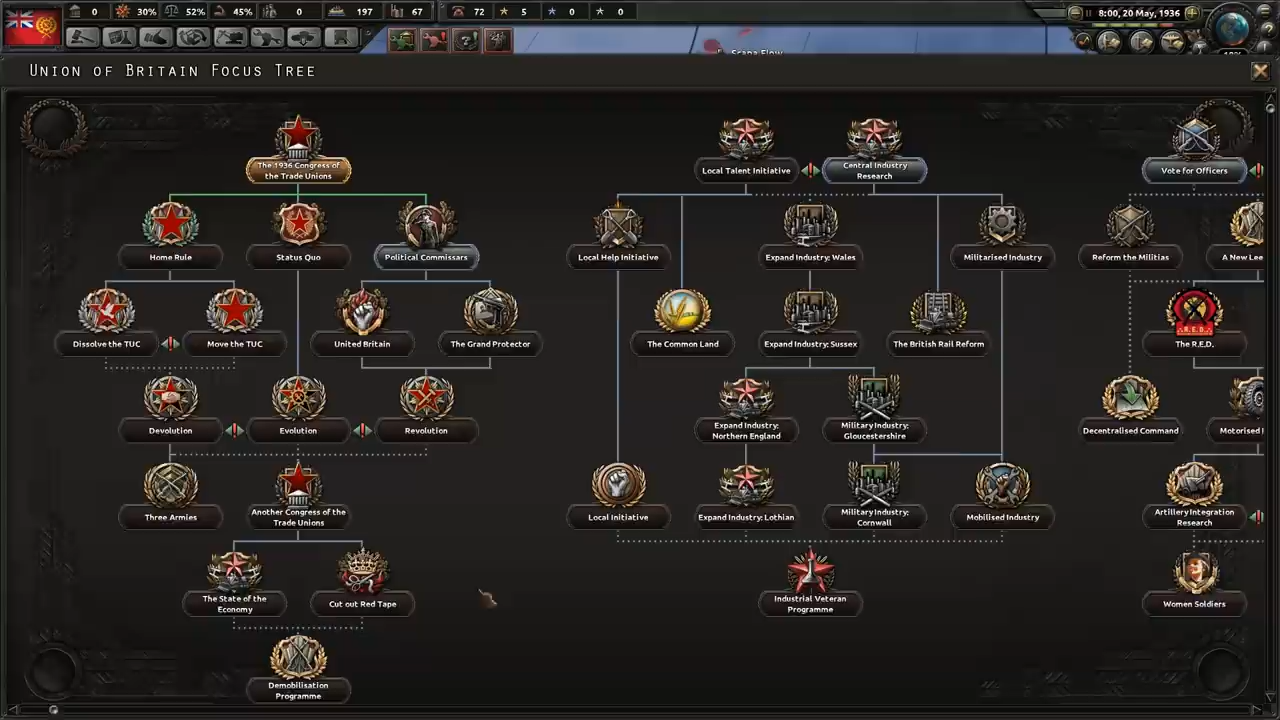 0 30% 52% 45% 0 197 67 72 5 0 0 8:00, 20 May, 1936
Scapa Flow
Union of Britain Focus Tree
The 1936 Congress of
the Trade Unions
Local Talent Initiative
Central Industry
Research
Vote for Officers
Home Rule
Status Quo
Political Commissars
Local Help Initiative
Expand Industry: Wales
Militarised Industry
Reform the Militias
A New Lee
Dissolve the TUC
Move the TUC
United Britain
The Grand Protector
The Common Land
Expand Industry: Sussex
The British Rail Reform
R.E.D.
The R.E.D.
Devolution
Evolution
Revolution
Expand Industry:
Northern England
Military Industry:
Gloucestershire
Decentralised Command
Motorised
Three Armies
Another Congress of the
Trade Unions
Local Initiative
Expand Industry: Lothian
Military Industry:
Cornwall
Mobilised Industry
Artillery Integration
Research
The State of the
Economy
Cut out Red Tape
Industrial Veteran
Programme
Women Soldiers
Demobilisation
Programme